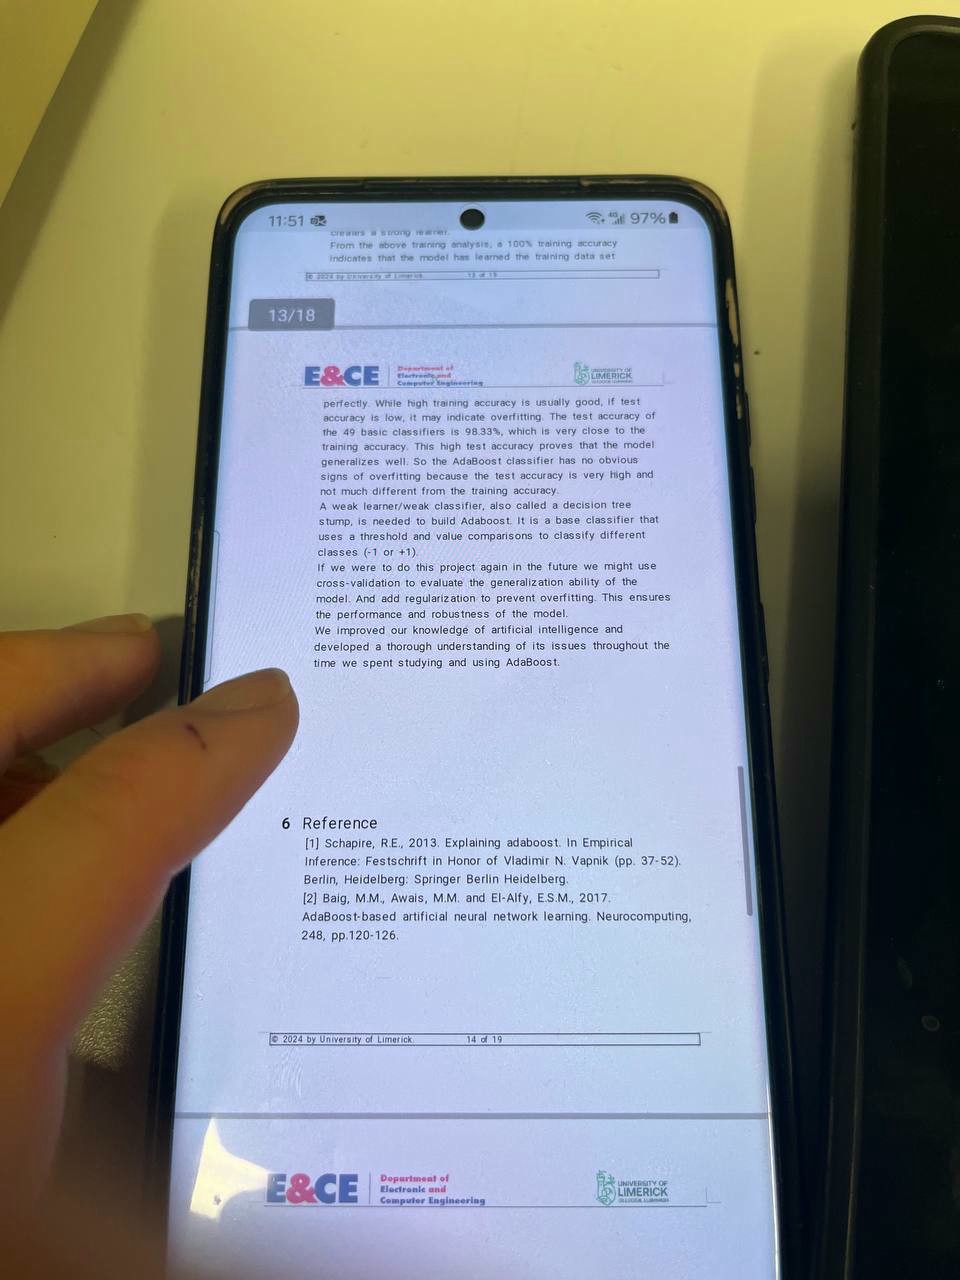 11:51
4G
97%
creates a strong learner.
From the above training analysis, a 100% training accuracy
indicates that the model has learned the training data set
© 2024 by University of Limerick. 13 of 19
13/18
E&CE
Department of
Electronic and
Computer Engineering
UNIVERSITY OF
LIMERICK
OLLSCOIL LUIMNIGH
perfectly. While high training accuracy is usually good, if test
accuracy is low, it may indicate overfitting. The test accuracy of
the 49 basic classifiers is 98.33%, which is very close to the
training accuracy. This high test accuracy proves that the model
generalizes well. So the AdaBoost classifier has no obvious
signs of overfitting because the test accuracy is very high and
not much different from the training accuracy.
A weak learner/weak classifier, also called a decision tree
stump, is needed to build Adaboost. It is a base classifier that
uses a threshold and value comparisons to classify different
classes (-1 or +1).
If we were to do this project again in the future we might use
cross-validation to evaluate the generalization ability of the
model. And add regularization to prevent overfitting. This ensures
the performance and robustness of the model.
We improved our knowledge of artificial intelligence and
developed a thorough understanding of its issues throughout the
time we spent studying and using AdaBoost.
6 Reference
[1] Schapire, R.E., 2013. Explaining adaboost. In Empirical
Inference: Festschrift in Honor of Vladimir N. Vapnik (pp. 37-52).
Berlin, Heidelberg: Springer Berlin Heidelberg.
[2] Baig, M.M., Awais, M.M. and El-Alfy, E.S.M., 2017.
AdaBoost-based artificial neural network learning. Neurocomputing,
248, pp.120-126.
© 2024 by University of Limerick. 14 of 19
E&CE
Department of
Electronic and
Computer Engineering
UNIVERSITY OF
LIMERICK
OLLSCOIL LUIMNIGH